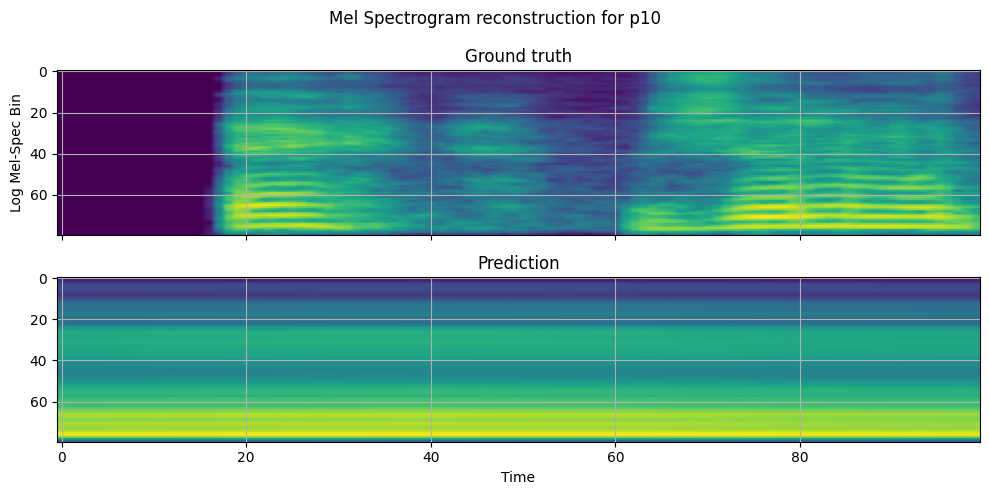 Mel Spectrogram reconstruction for p10
Ground truth
Log Mel-Spec Bin
0
20
40
60
Prediction
0
20
40
60
0 20 40 60 80
Time